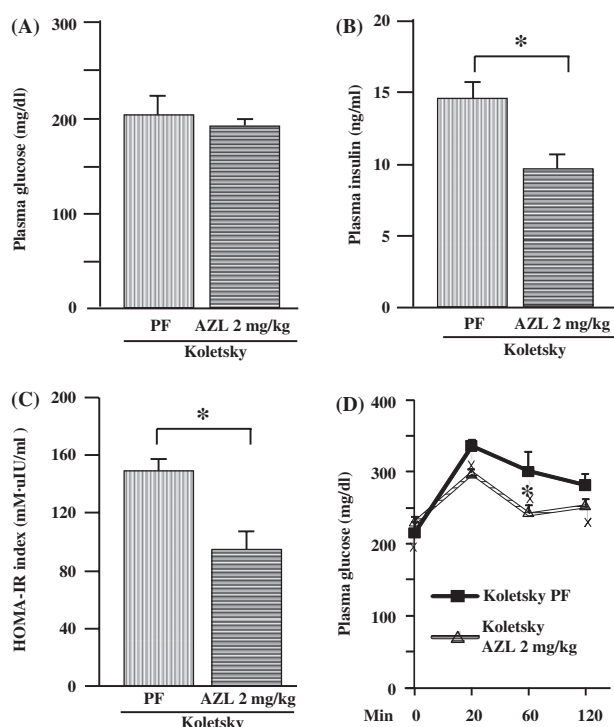 (A)
Plasma glucose (mg/dl)
300
200
100
0
PF
AZL 2 mg/kg
Koletsky
(B)
Plasma insulin (ng/ml)
20
15
10
5
0
*
PF
AZL 2 mg/kg
Koletsky
(C)
HOMA-IR index (mM·uIU/ml )
200
160
120
80
40
0
*
PF
AZL 2 mg/kg
Koletsky
(D)
Plasma glucose (mg/dl)
400
300
200
100
0
*
Koletsky PF
Koletsky
AZL 2 mg/kg
Min
0
20
60
120